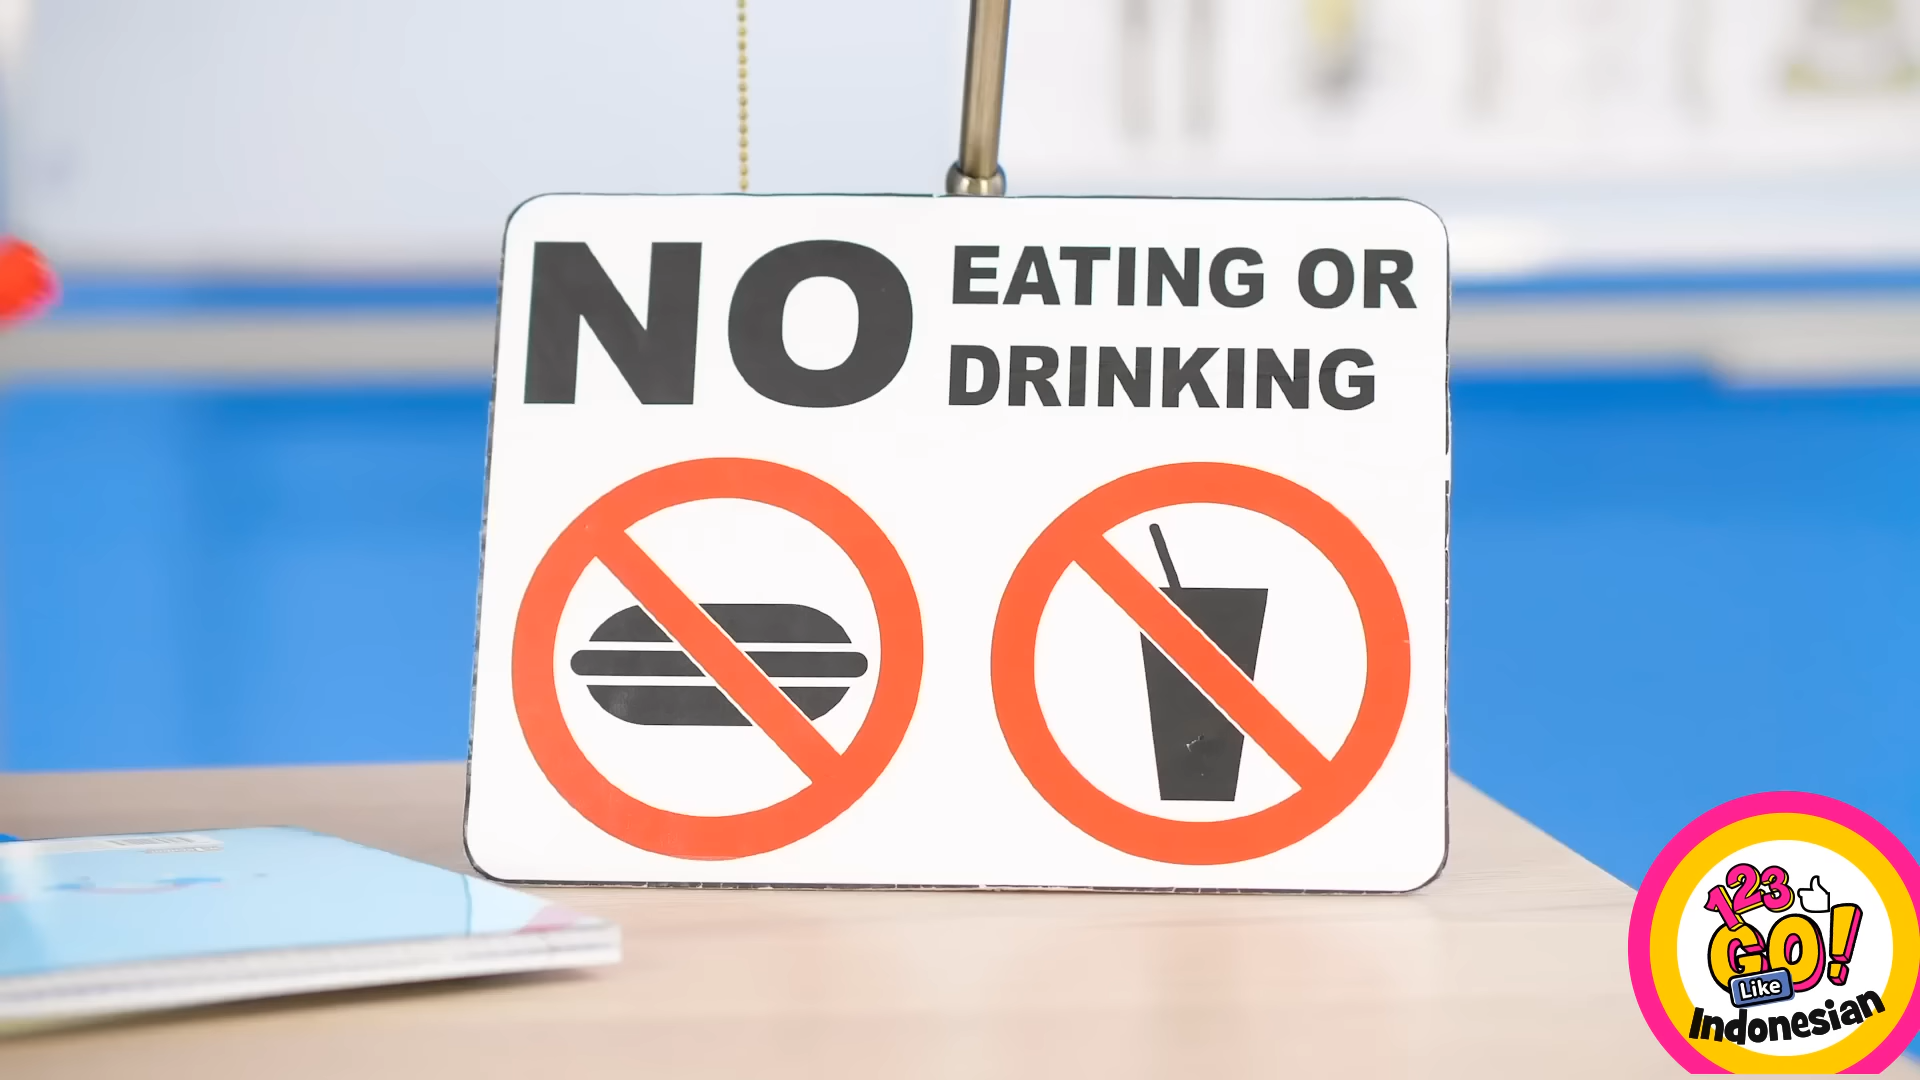 NO EATING OR
DRINKING
123
GO!
Like
Indonesian